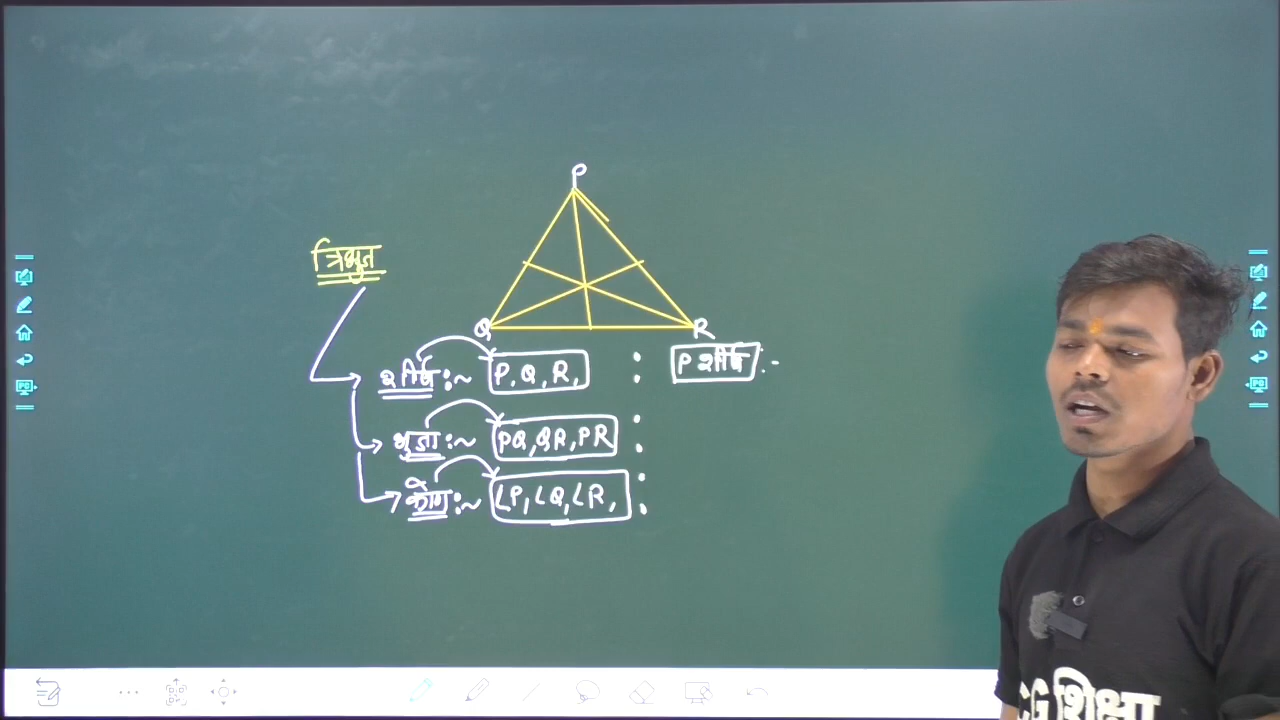 P
त्रिभुज
Q R
शीर्ष :~ P, Q, R, : P शीर्ष :-
भुजा :~ PQ, QR, PR :
कोण :~ ∠P, ∠Q, ∠R, :
CG शिक्षा